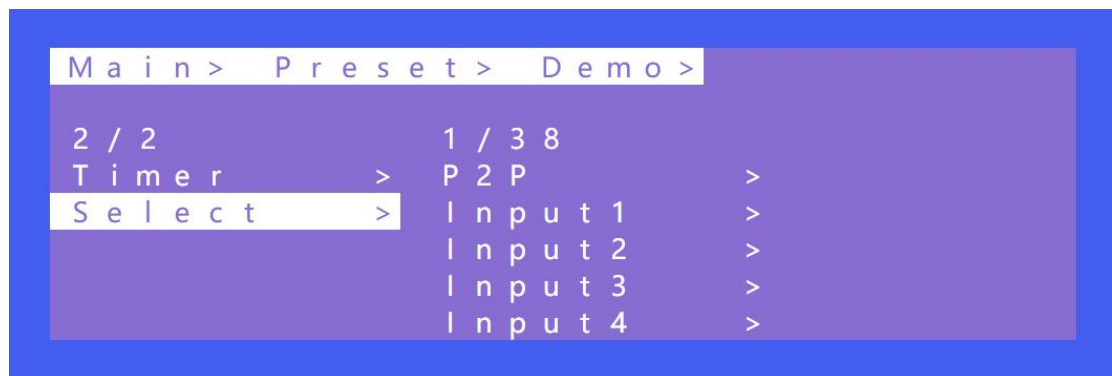 Main> Preset> Demo>
2/2 1/38
Timer > P2P >
Select > Input1 >
Input2 >
Input3 >
Input4 >